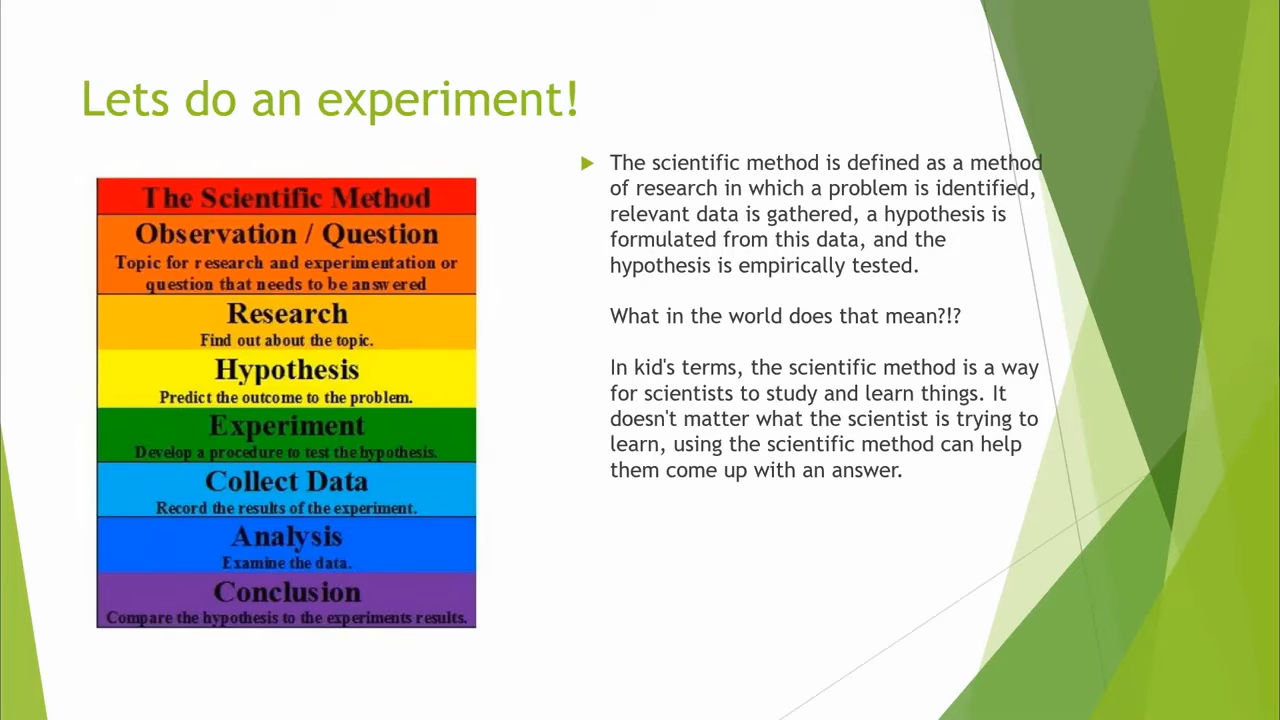 Lets do an experiment!
The Scientific Method
Observation / Question
Topic for research and experimentation or
question that needs to be answered
Research
Find out about the topic.
Hypothesis
Predict the outcome to the problem.
Experiment
Develop a procedure to test the hypothesis.
Collect Data
Record the results of the experiment.
Analysis
Examine the data.
Conclusion
Compare the hypothesis to the experiments results.
The scientific method is defined as a method
of research in which a problem is identified,
relevant data is gathered, a hypothesis is
formulated from this data, and the
hypothesis is empirically tested.
What in the world does that mean?!?
In kid's terms, the scientific method is a way
for scientists to study and learn things. It
doesn't matter what the scientist is trying to
learn, using the scientific method can help
them come up with an answer.